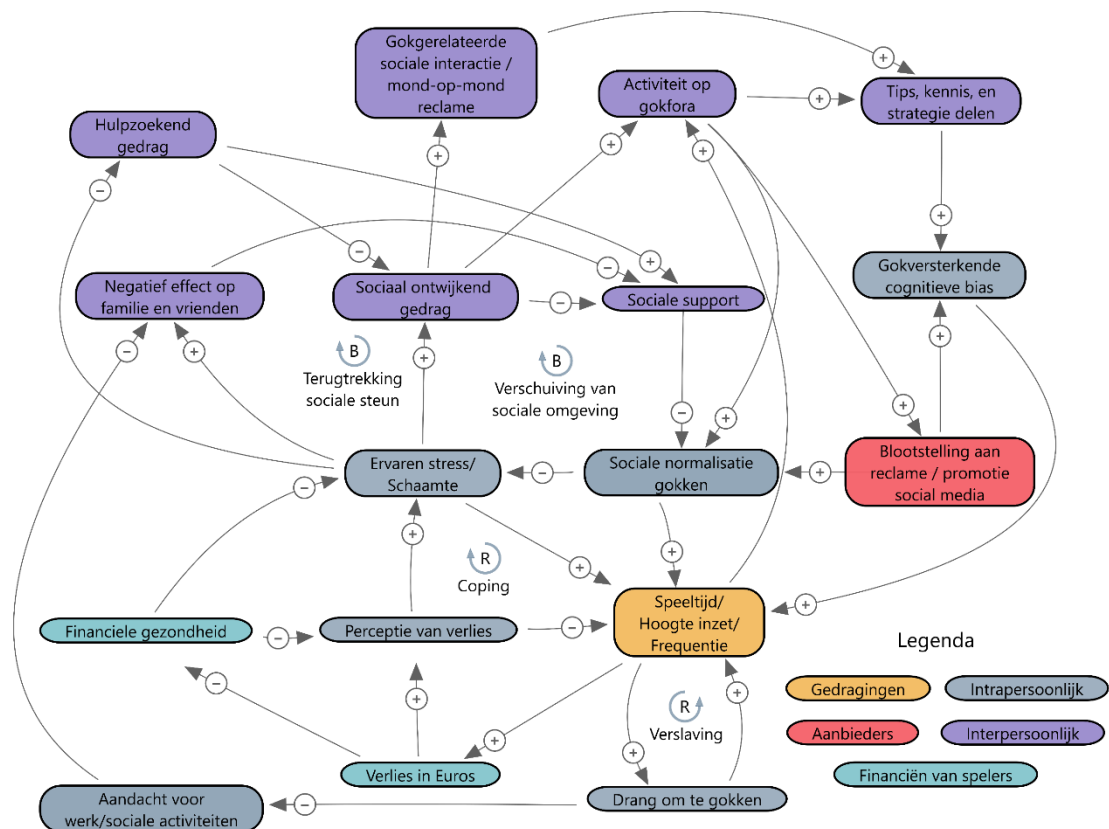 Gokgerelateerde
sociale interactie /
mond-op-mond
reclame
+
Activiteit op
gokfora
+
Tips, kennis, en
strategie delen
Hulpzoekend
gedrag
+
+
+
−
−
+
Negatief effect op
familie en vrienden
Sociaal ontwijkend
gedrag
−
−
+
Sociale support
Gokversterkende
cognitieve bias
−
+
+
B
Terugtrekking
sociale steun
B
Verschuiving van
sociale omgeving
−
+
+
+
Ervaren stress/
Schaamte
−
Sociale normalisatie
gokken
+
Blootstelling aan
reclame / promotie
social media
−
+
R
Coping
+
+
+
Financiele gezondheid
−
Perceptie van verlies
−
Speeltijd/
Hoogte inzet/
Frequentie
−
+
+
R
Verslaving
+
+
Verlies in Euros
Aandacht voor
werk/sociale activiteiten
−
Drang om te gokken
Legenda
Gedragingen
Intrapersoonlijk
Aanbieders
Interpersoonlijk
Financiën van spelers